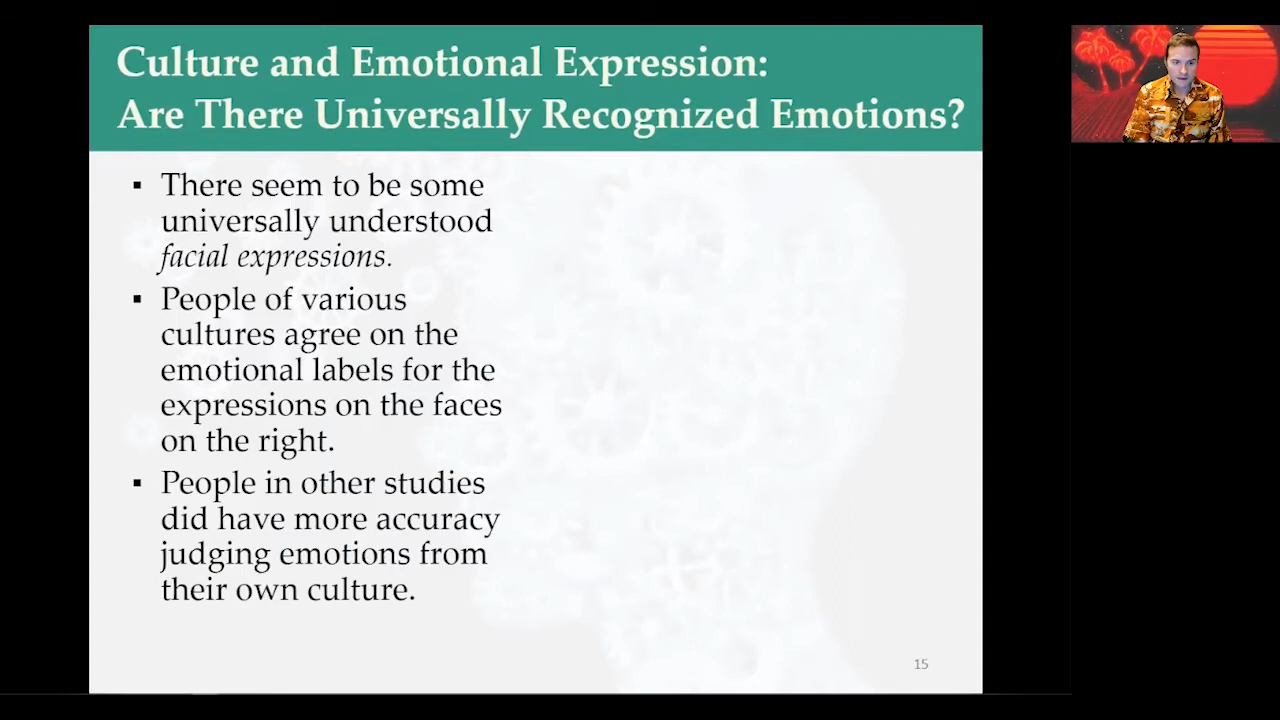 Culture and Emotional Expression:
Are There Universally Recognized Emotions?
▪ There seem to be some
universally understood
facial expressions.
▪ People of various
cultures agree on the
emotional labels for the
expressions on the faces
on the right.
▪ People in other studies
did have more accuracy
judging emotions from
their own culture.
15